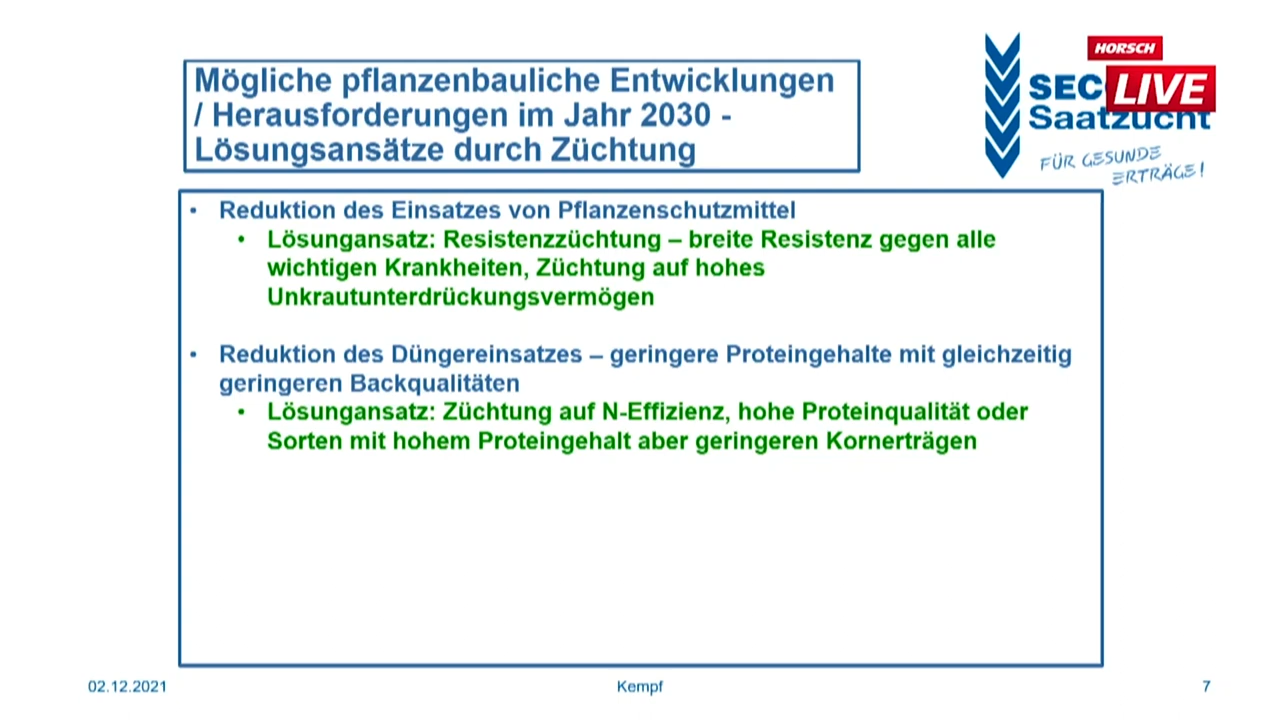 Mögliche pflanzenbauliche Entwicklungen
/ Herausforderungen im Jahr 2030 -
Lösungsansätze durch Züchtung
HORSCH
LIVE
SEC
Saatzucht
FÜR GESUNDE
ERTRÄGE!
• Reduktion des Einsatzes von Pflanzenschutzmittel
• Lösungansatz: Resistenzzüchtung – breite Resistenz gegen alle
wichtigen Krankheiten, Züchtung auf hohes
Unkrautunterdrückungsvermögen
• Reduktion des Düngereinsatzes – geringere Proteingehalte mit gleichzeitig
geringeren Backqualitäten
• Lösungansatz: Züchtung auf N-Effizienz, hohe Proteinqualität oder
Sorten mit hohem Proteingehalt aber geringeren Kornerträgen
02.12.2021
Kempf
7